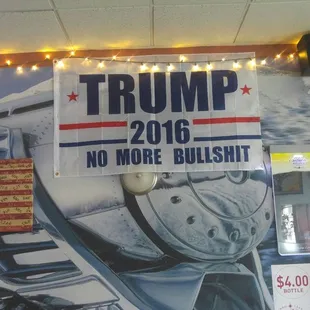 TRUMP
2016
NO MORE BULLSHIT
$4.00
BOTTLE